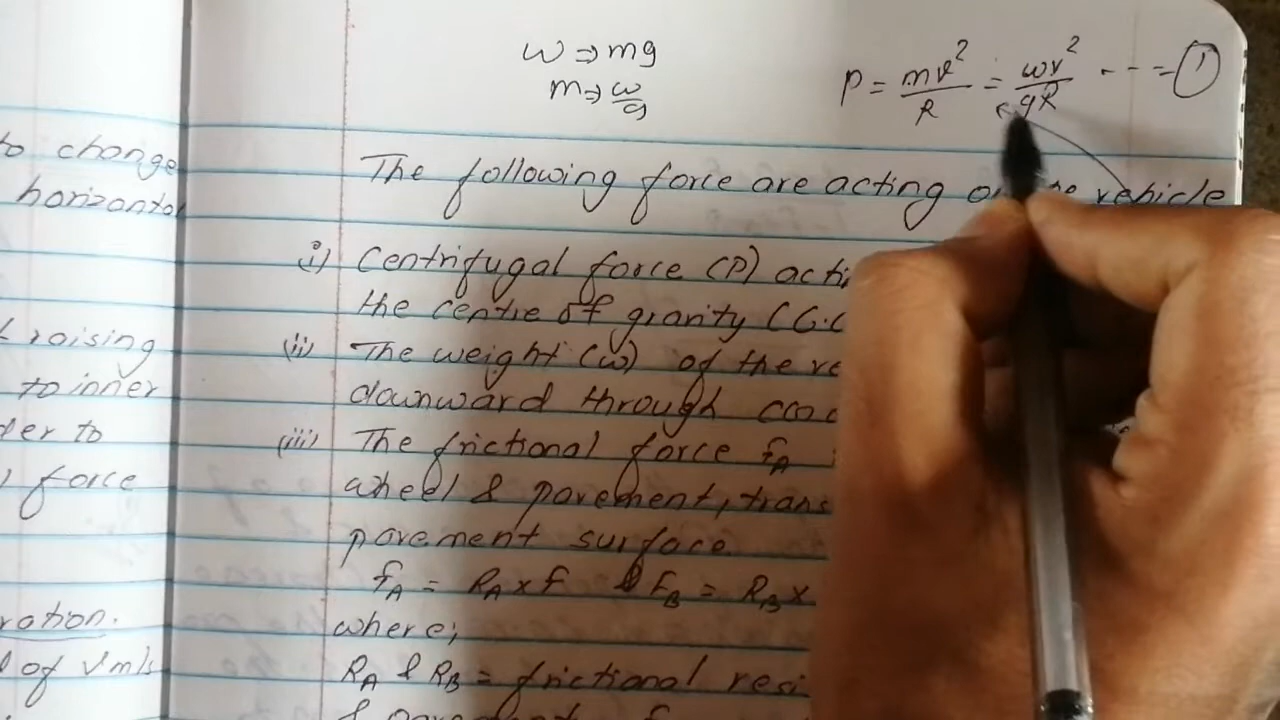 w ⇒ mg
m ⇒ w/g
P = mv²/R = wv²/gR - - - ①
to change
horizontal
raising
to inner
der to
force
ration.
of V m/s
The following force are acting vehicle
i) Centrifugal force (P) acti
the centre of gravity (G.C
(ii) The weight (w) of the ve
downward through
(iii) The frictional force fA
wheel & pavement, trans
pavement surface.
fA = RA x f & FB = RB x
where;
RA & RB = frictional resi